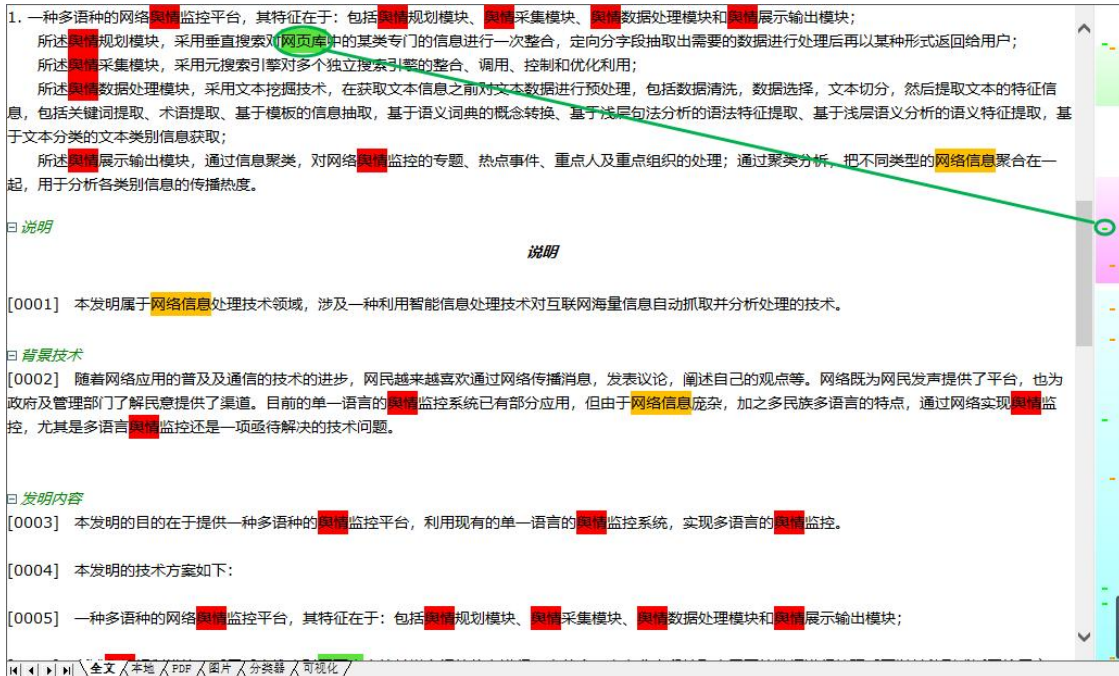 1. 一种多语种的网络舆情监控平台，其特征在于：包括舆情规划模块、舆情采集模块、舆情数据处理模块和舆情展示输出模块；
所述舆情规划模块，采用垂直搜索对网页库中的某类专门的信息进行一次整合，定向分字段抽取出需要的数据进行处理后再以某种形式返回给用户；
所述舆情采集模块，采用元搜索引擎对多个独立搜索引擎的整合、调用、控制和优化利用；
所述舆情数据处理模块，采用文本挖掘技术，在获取文本信息之前对文本数据进行预处理，包括数据清洗，数据选择，文本切分，然后提取文本的特征信
息，包括关键词提取、术语提取、基于模板的信息抽取，基于语义词典的概念转换、基于浅层句法分析的语法特征提取、基于浅层语义分析的语义特征提取，基
于文本分类的文本类别信息获取；
所述舆情展示输出模块，通过信息聚类，对网络舆情监控的专题、热点事件、重点人及重点组织的处理；通过聚类分析，把不同类型的网络信息聚合在一
起，用于分析各类别信息的传播热度。
说明
说明
[0001] 本发明属于网络信息处理技术领域，涉及一种利用智能信息处理技术对互联网海量信息自动抓取并分析处理的技术。
背景技术
[0002] 随着网络应用的普及及通信的技术的进步，网民越来越喜欢通过网络传播消息，发表议论，阐述自己的观点等。网络既为网民发声提供了平台，也为
政府及管理部门了解民意提供了渠道。目前的单一语言的舆情监控系统已有部分应用，但由于网络信息庞杂，加之多民族多语言的特点，通过网络实现舆情监
控，尤其是多语言舆情监控还是一项亟待解决的技术问题。
发明内容
[0003] 本发明的目的在于提供一种多语种的舆情监控平台，利用现有的单一语言的舆情监控系统，实现多语言的舆情监控。
[0004] 本发明的技术方案如下：
[0005] 一种多语种的网络舆情监控平台，其特征在于：包括舆情规划模块、舆情采集模块、舆情数据处理模块和舆情展示输出模块；
全文 本地 PDF 图片 分类器 可视化